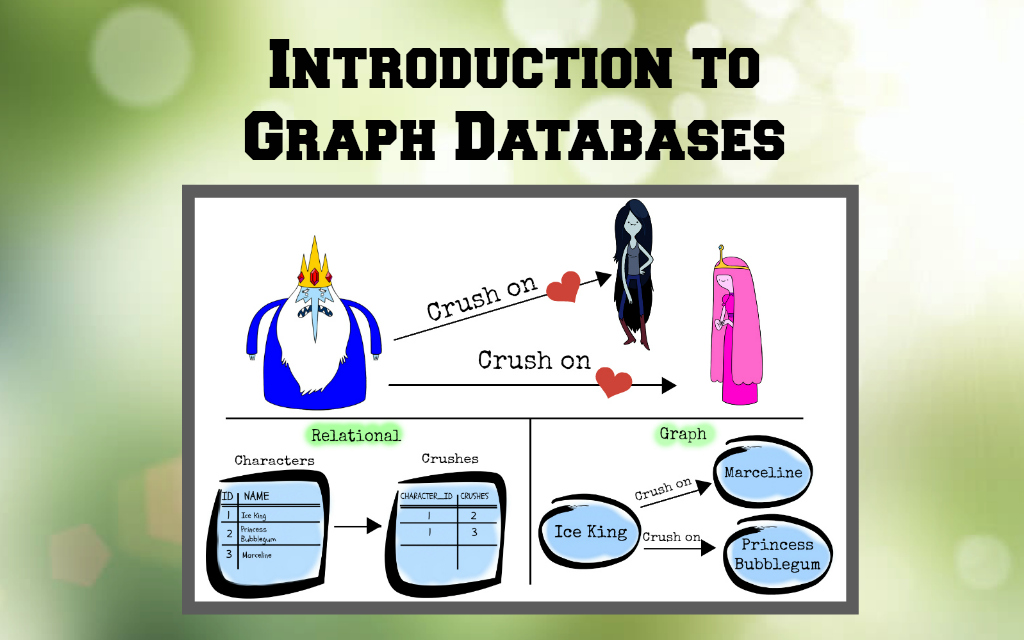 Introduction to
Graph Databases
Crush on
Crush on
Relational
Characters
ID NAME
1 Ice King
2 Princess
Bubblegum
3 Marceline
Crushes
CHARACTER_ID CRUSHES
1 2
1 3
Graph
Ice King
Crush on
Marceline
Crush on
Princess
Bubblegum